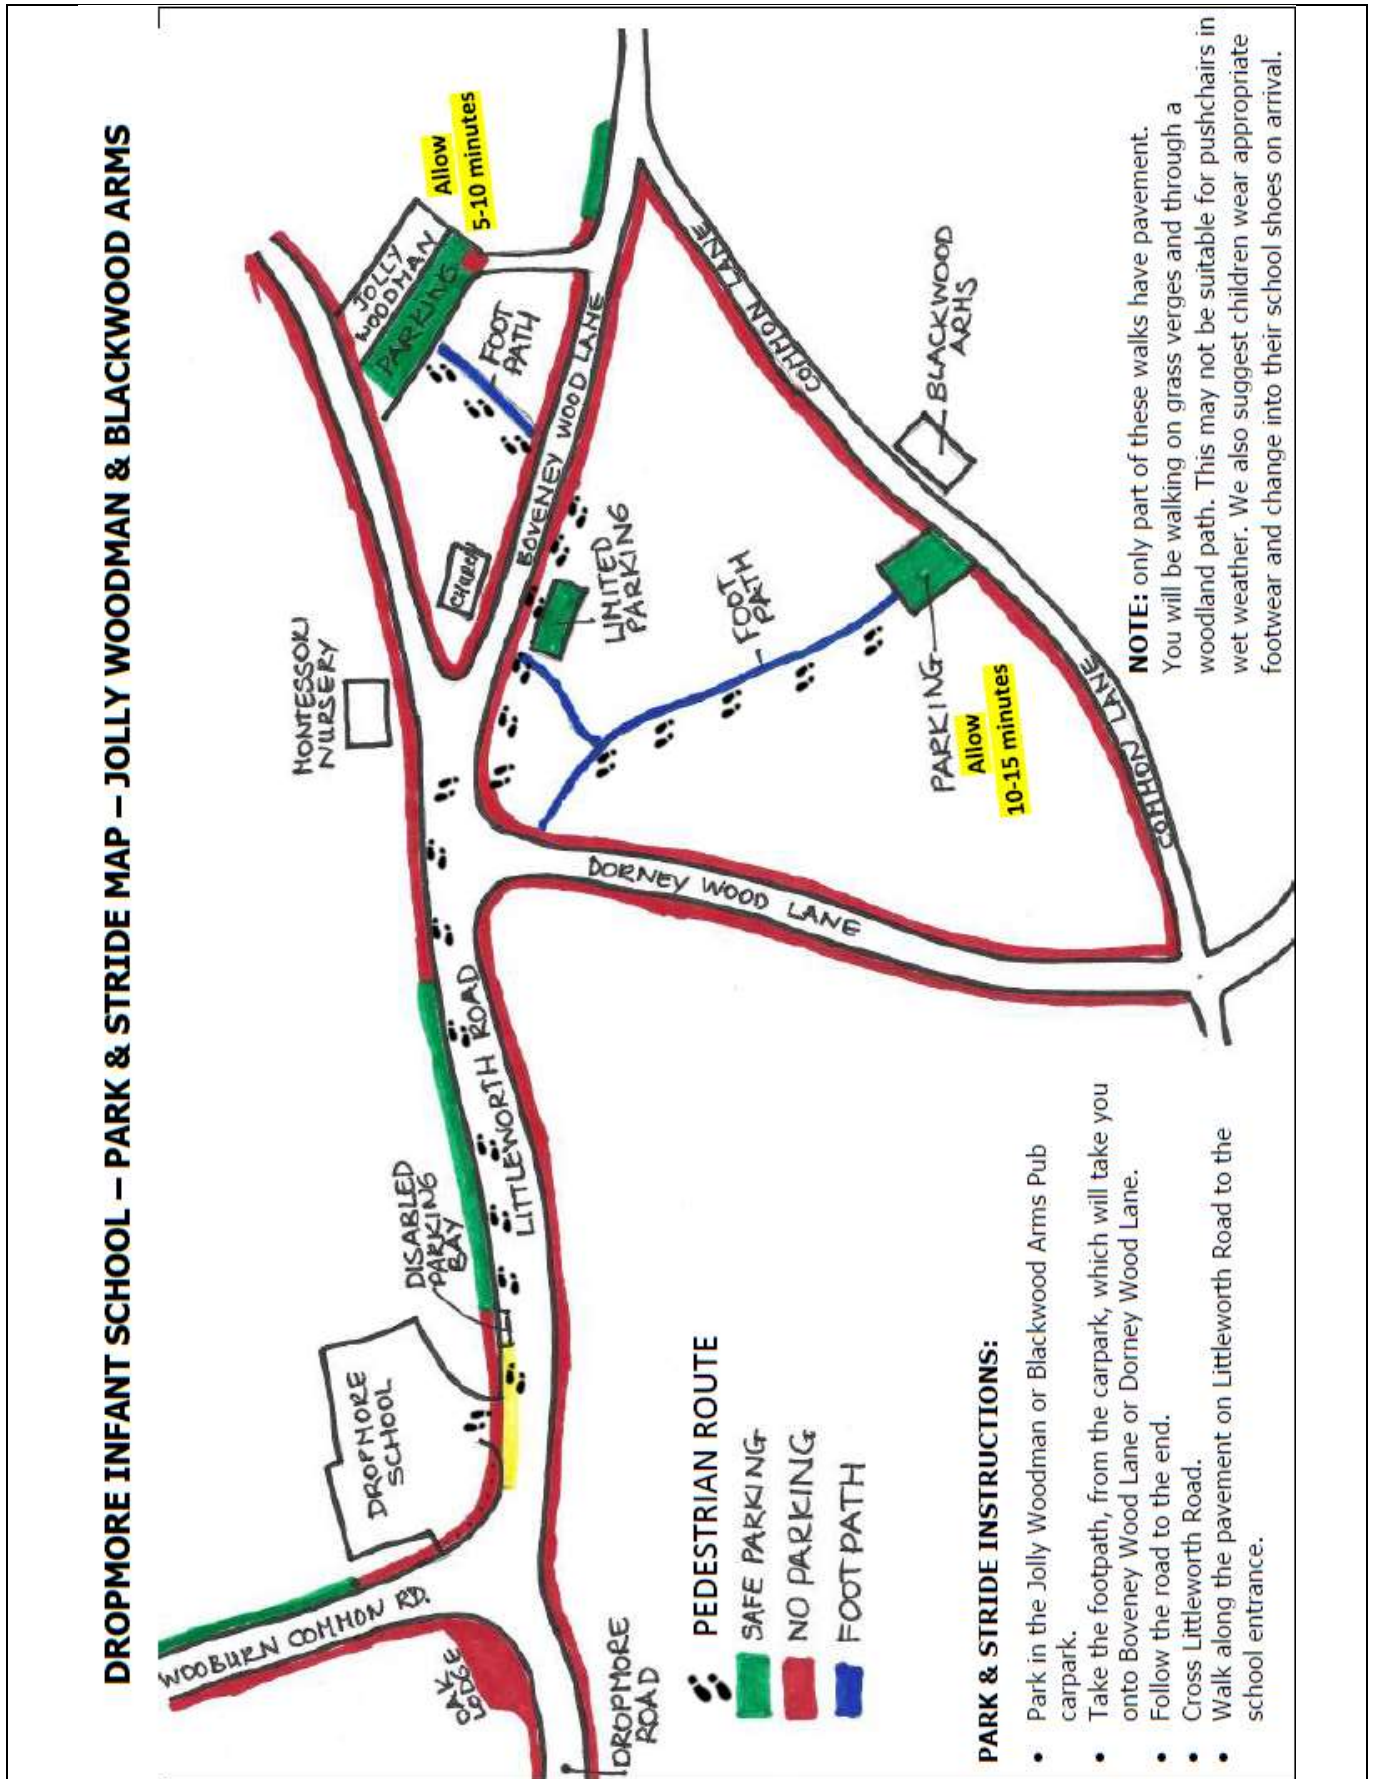 DROPMORE INFANT SCHOOL – PARK & STRIDE MAP – JOLLY WOODMAN & BLACKWOOD ARMS
WOOBURN COMMON RD.
OAK
LODGE
DROPMORE
ROAD
DROPMORE
SCHOOL
DISABLED
PARKING
BAY
LITTLEWORTH ROAD
MONTESSORI
NURSERY
CHURCH
JOLLY
WOODMAN
PARKING
Allow
5-10 minutes
FOOT
PATH
BOVENEY WOOD LANE
LIMITED
PARKING
FOOT
PATH
DORNEY WOOD LANE
COMMON LANE
COMMON LANE
BLACKWOOD
ARMS
PARKING
Allow
10-15 minutes
COMMON LANE
COMMON LANE
PEDESTRIAN ROUTE
SAFE PARKING
NO PARKING
FOOTPATH
PARK & STRIDE INSTRUCTIONS:
• Park in the Jolly Woodman or Blackwood Arms Pub
carpark.
• Take the footpath, from the carpark, which will take you
onto Boveney Wood Lane or Dorney Wood Lane.
• Follow the road to the end.
• Cross Littleworth Road.
• Walk along the pavement on Littleworth Road to the
school entrance.
NOTE: only part of these walks have pavement.
You will be walking on grass verges and through a
woodland path. This may not be suitable for pushchairs in
wet weather. We also suggest children wear appropriate
footwear and change into their school shoes on arrival.